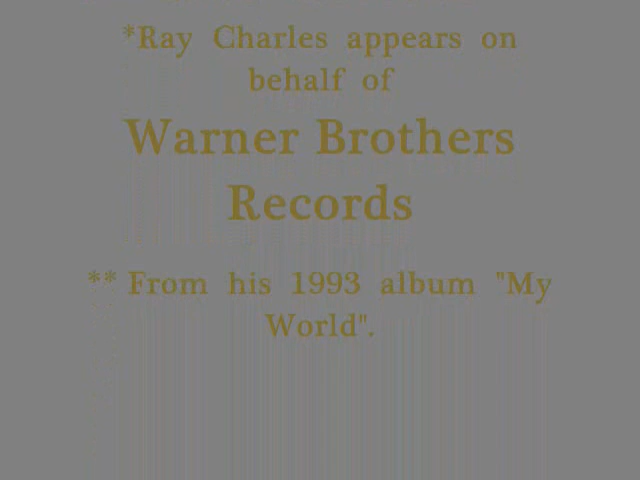 *Ray Charles appears on
behalf of
Warner Brothers
Records
** From his 1993 album "My
World".